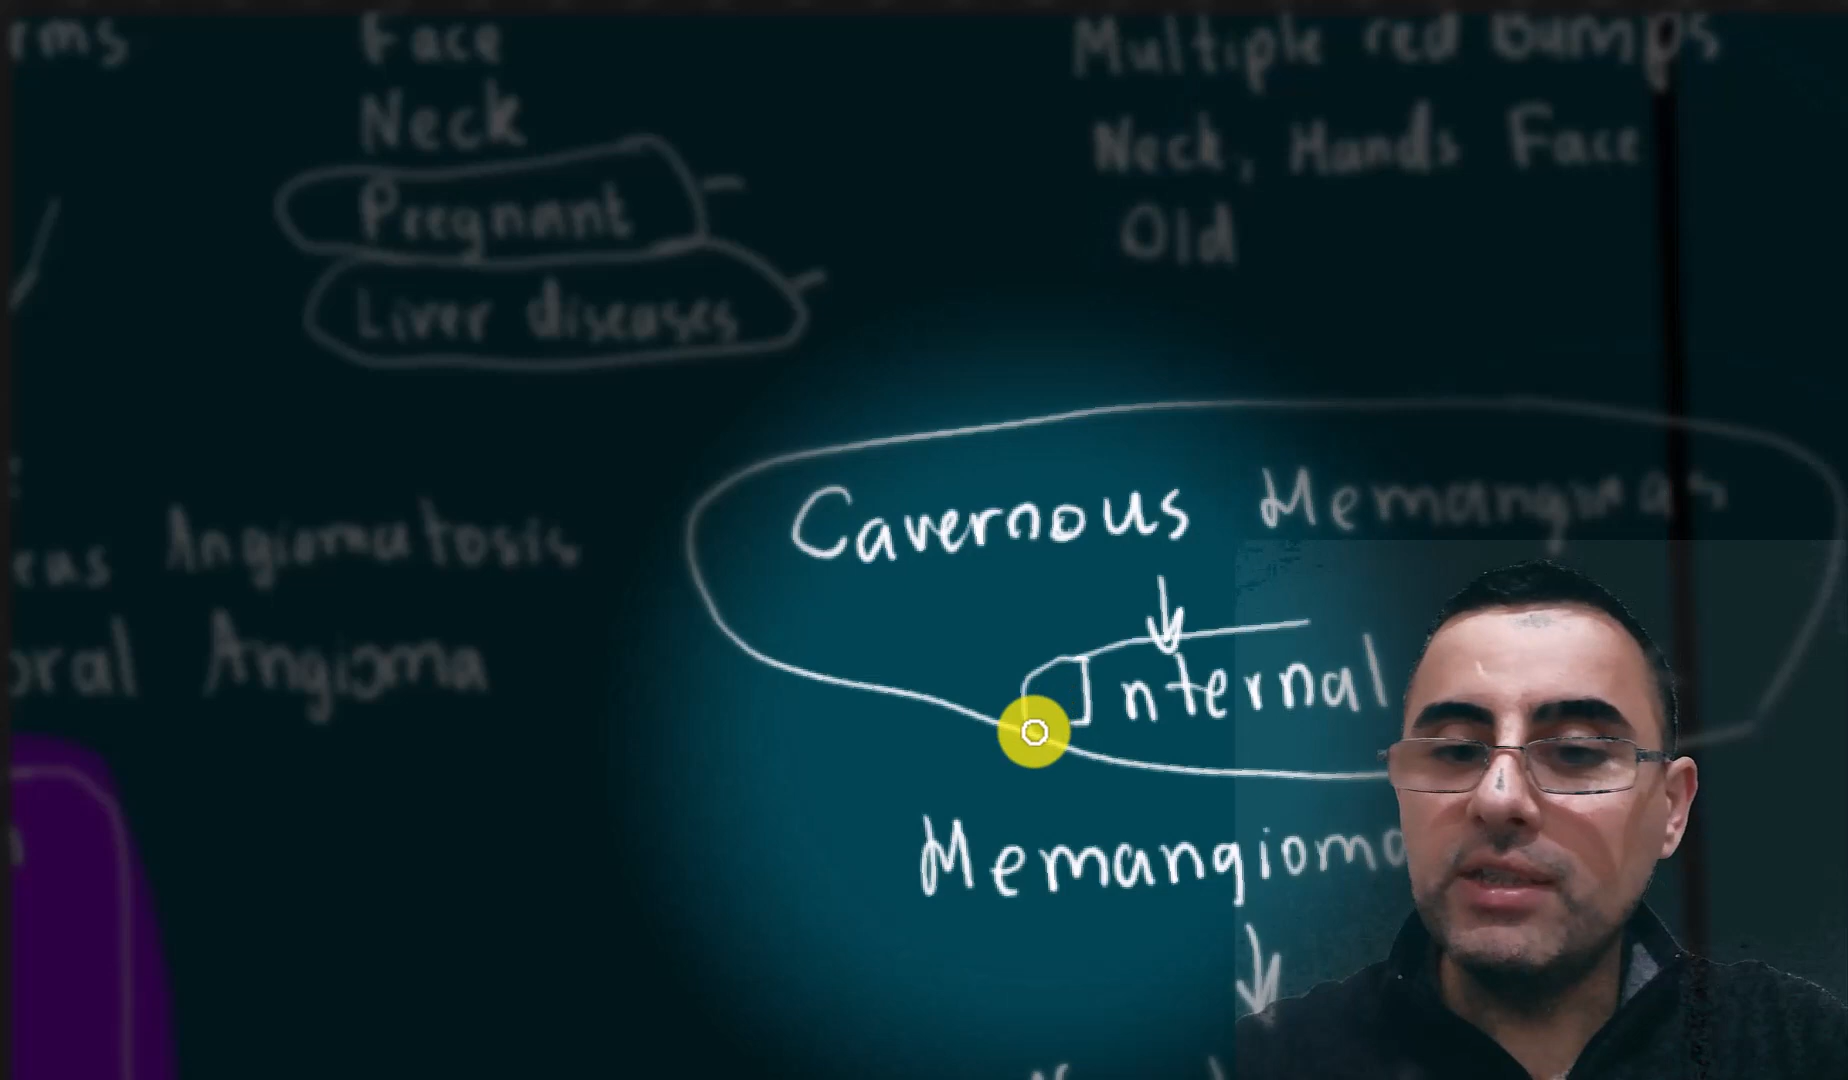 rms
Face
Neck
Pregnant
Liver diseases
Multiple red Bumps
Neck, Hands Face
Old
Cavernous Hemangimas
Internal
Angiomatosis
oral Angioma
Hemangioma